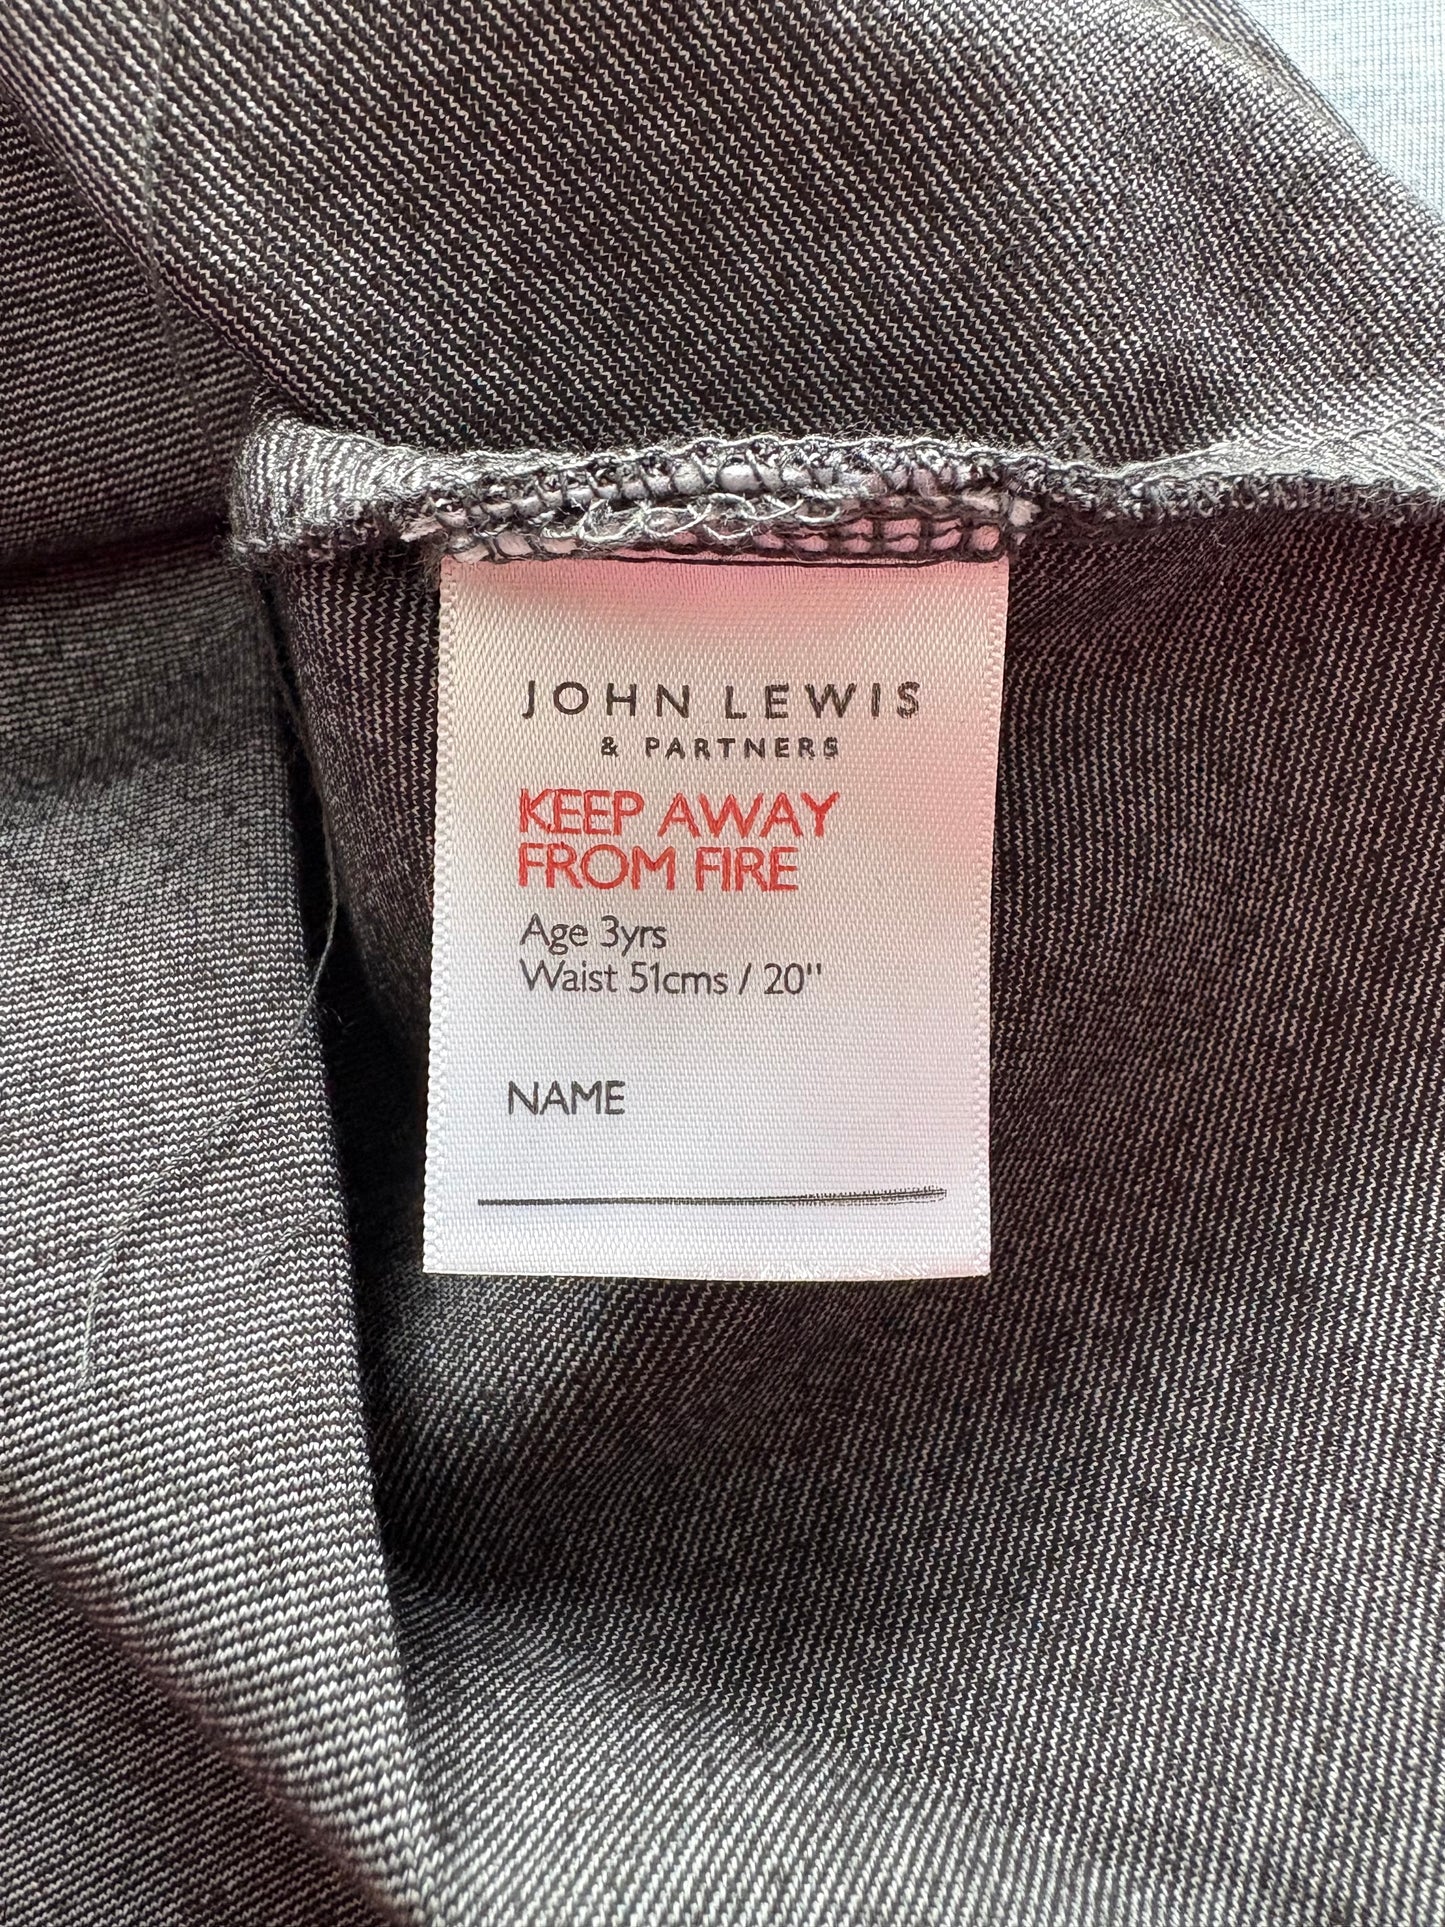 JOHN LEWIS
& PARTNERS
KEEP AWAY
FROM FIRE
Age 3yrs
Waist 51cms / 20"
NAME